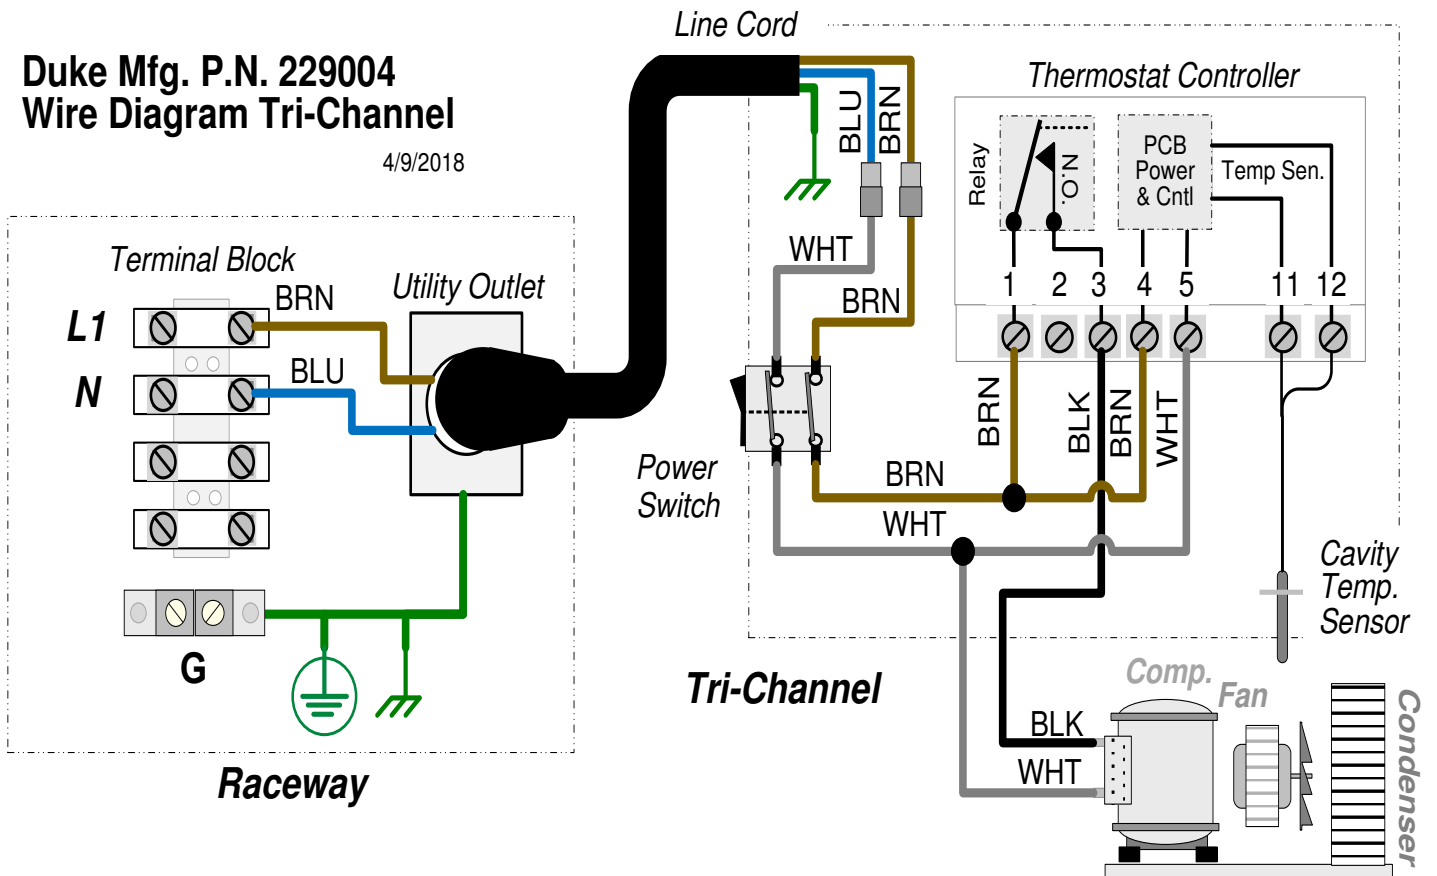 Duke Mfg. P.N. 229004
Wire Diagram Tri-Channel
4/9/2018
Line Cord
Thermostat Controller
BLU
BRN
Relay
N.O.
PCB
Power
& Cntl
Temp Sen.
Terminal Block
Utility Outlet
L1
BRN
N
BLU
G
Raceway
WHT
BRN
1
2
3
4
5
11
12
BRN
BLK
BRN
WHT
Power
Switch
BRN
WHT
Cavity
Temp.
Sensor
Tri-Channel
Comp.
Fan
Condenser
BLK
WHT